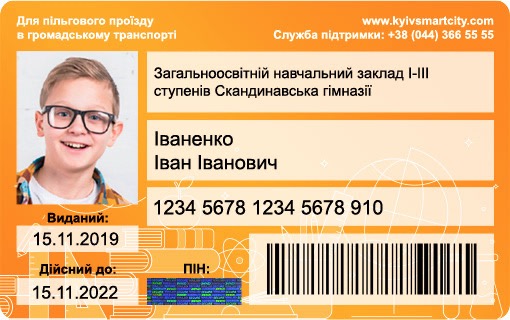 Для пільгового проїзду
в громадському транспорті
www.kyivsmartcity.com
Служба підтримки: +38 (044) 366 55 55
Загальноосвітній навчальний заклад І-ІІІ
ступенів Скандинавська гімназії
Іваненко
Іван Іванович
1234 5678 1234 5678 910
Виданий:
15.11.2019
Дійсний до:
15.11.2022
ПІН: